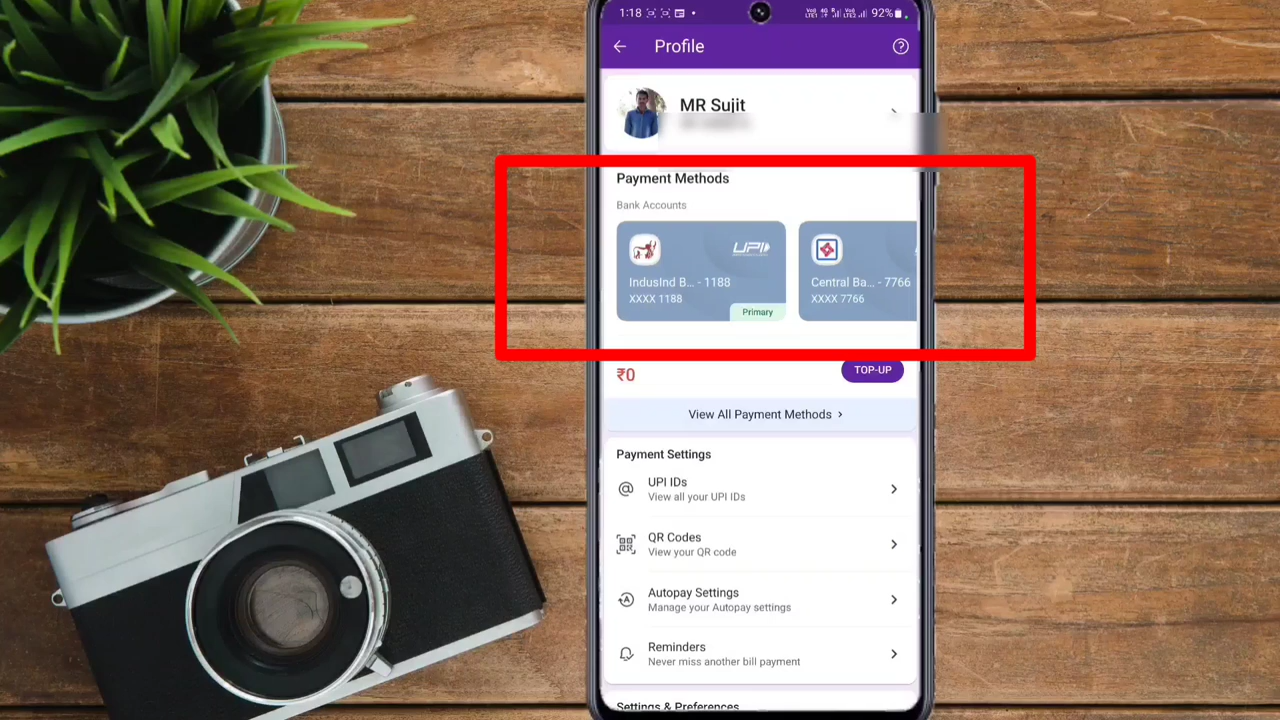 1:18
92%
Profile
MR Sujit
Payment Methods
Bank Accounts
UPI
IndusInd B... - 1188
XXXX 1188
Primary
Central Ba... - 7766
XXXX 7766
₹0
TOP-UP
View All Payment Methods
Payment Settings
UPI IDs
View all your UPI IDs
QR Codes
View your QR code
Autopay Settings
Manage your Autopay settings
Reminders
Never miss another bill payment
Settings & Preferences